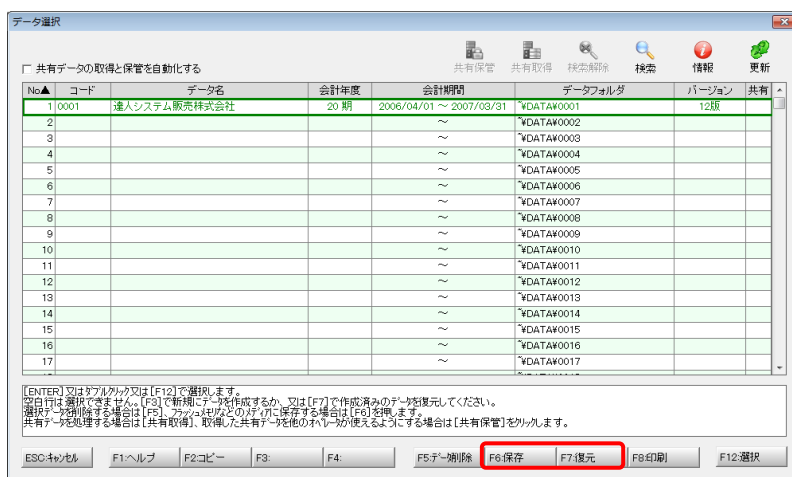 データ選択
共有データの取得と保管を自動化する 共有保管 共有取得 検索解除 検索 情報 更新
No▲ コード データ名 会計年度 会計期間 データフォルダ バージョン 共有
1 0001 達人システム販売株式会社 20 期 2006/04/01 ～ 2007/03/31 ~¥DATA¥0001 12版
2 ～ ~¥DATA¥0002
3 ～ ~¥DATA¥0003
4 ～ ~¥DATA¥0004
5 ～ ~¥DATA¥0005
6 ～ ~¥DATA¥0006
7 ～ ~¥DATA¥0007
8 ～ ~¥DATA¥0008
9 ～ ~¥DATA¥0009
10 ～ ~¥DATA¥0010
11 ～ ~¥DATA¥0011
12 ～ ~¥DATA¥0012
13 ～ ~¥DATA¥0013
14 ～ ~¥DATA¥0014
15 ～ ~¥DATA¥0015
16 ～ ~¥DATA¥0016
17 ～ ~¥DATA¥0017
[ENTER]又はダブルクリック又は[F12]で選択します。
空白行は選択できません。[F3]で新規にデータを作成するか、又は[F7]で作成済みのデータを復元してください。
選択データを削除する場合は[F5]、フラッシュメモリなどのメディアに保存する場合は[F6]を押します。
共有データを処理する場合は[共有取得]、取得した共有データを他のオペレータが使えるようにする場合は[共有保管]をクリックします。
ESC:キャンセル F1:ヘルプ F2:コピー F3: F4: F5:データ削除 F6:保存 F7:復元 F8:印刷 F12:選択